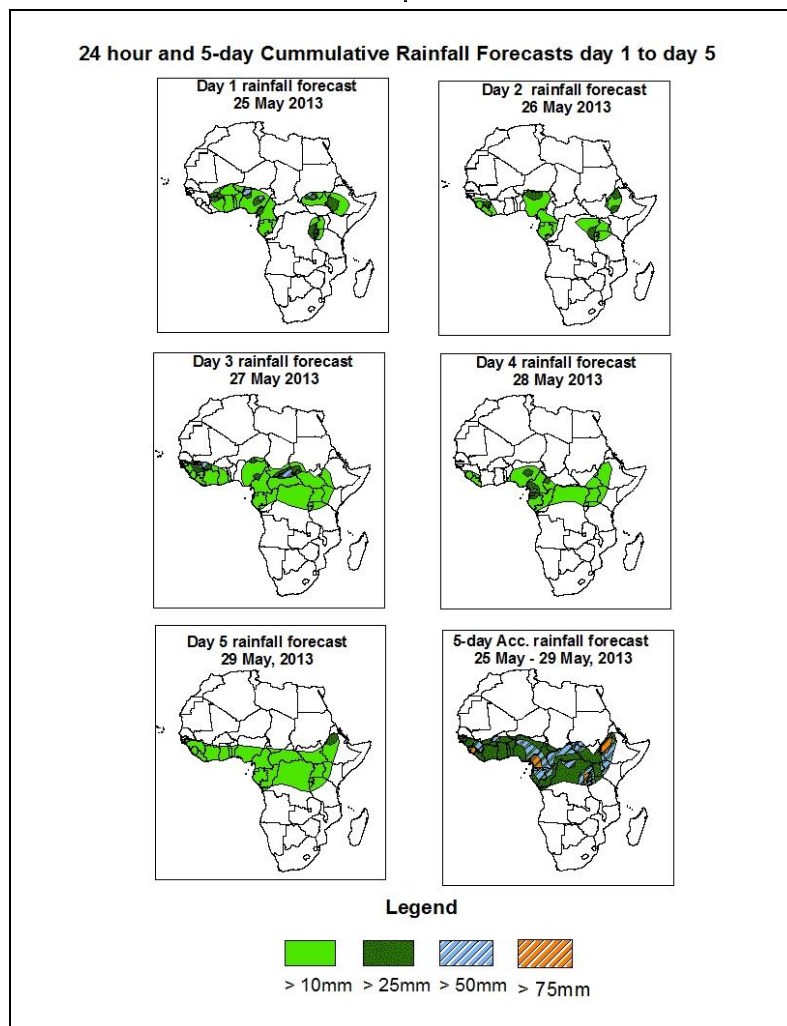 24 hour and 5-day Cummulative Rainfall Forecasts day 1 to day 5
Day 1 rainfall forecast
25 May 2013
Day 2 rainfall forecast
26 May 2013
Day 3 rainfall forecast
27 May 2013
Day 4 rainfall forecast
28 May 2013
Day 5 rainfall forecast
29 May, 2013
5-day Acc. rainfall forecast
25 May - 29 May, 2013
Legend
> 10mm > 25mm > 50mm > 75mm